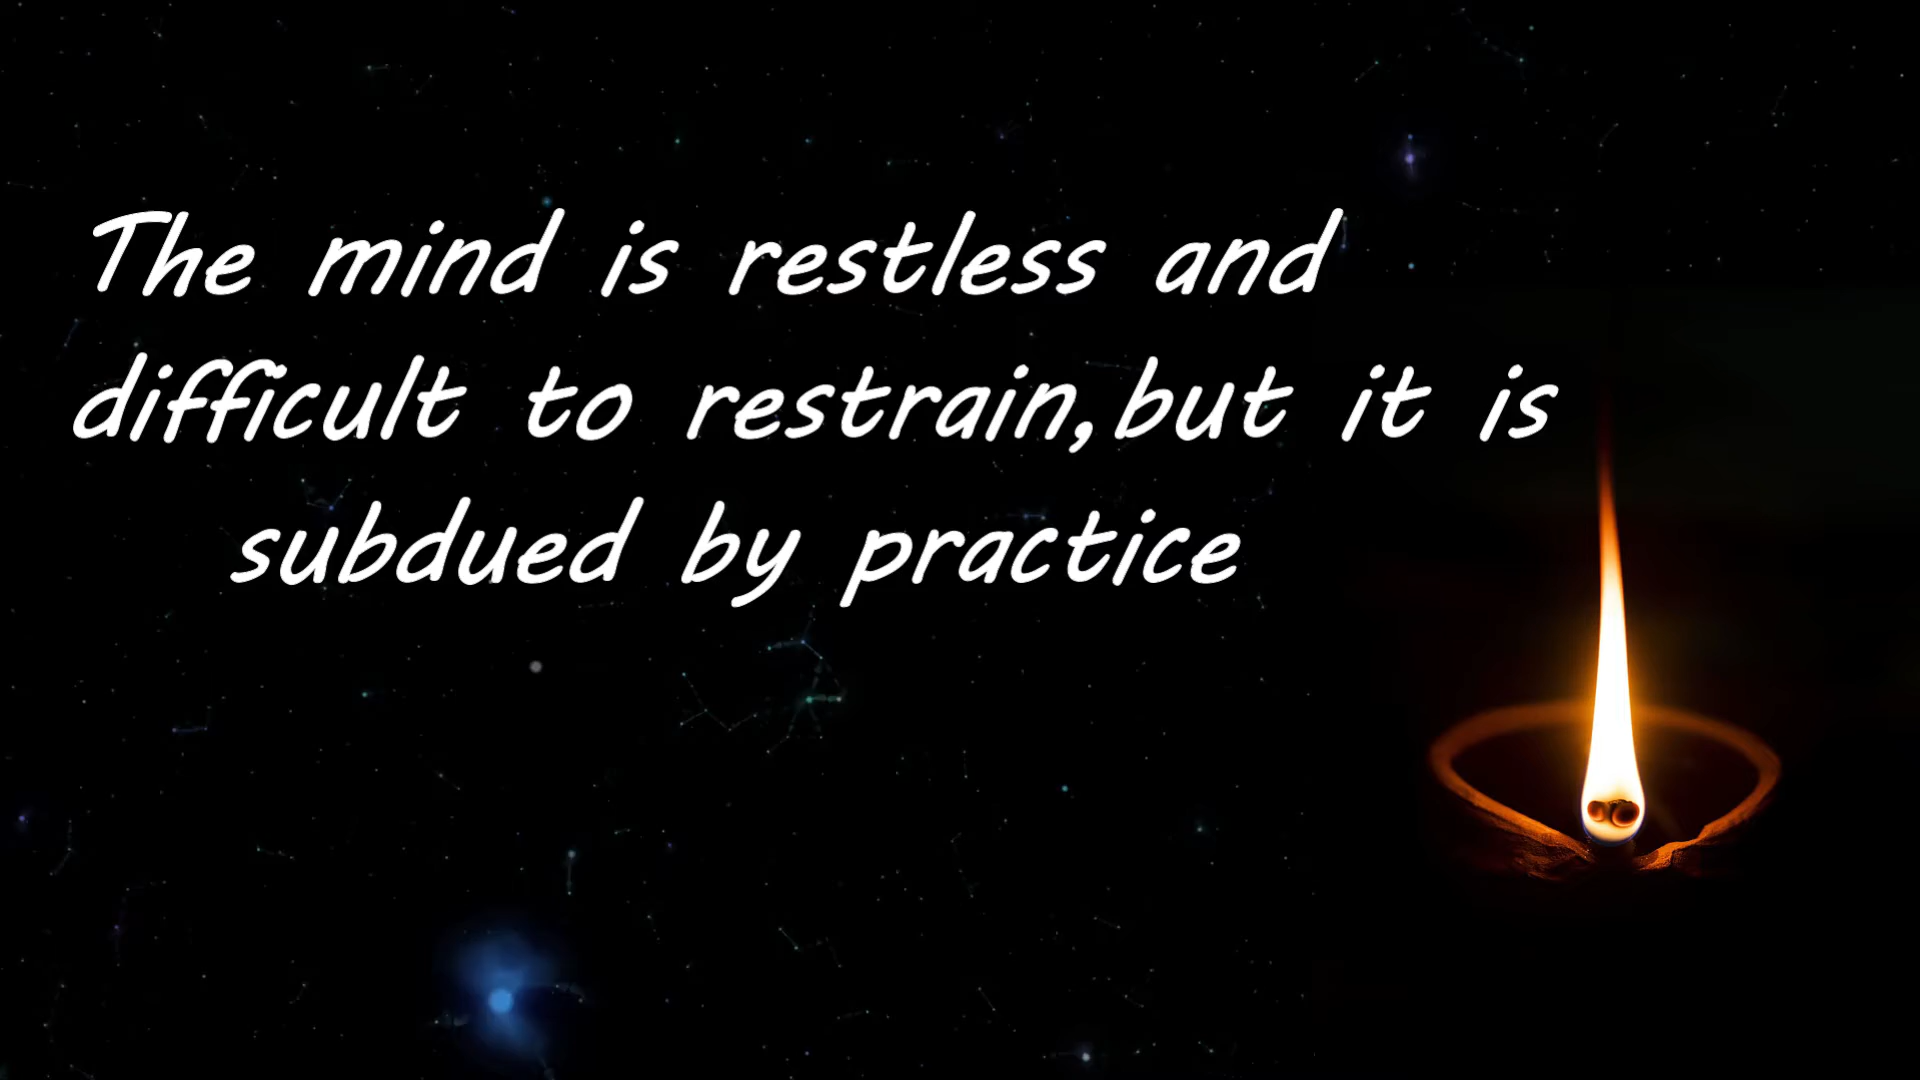 The mind is restless and
difficult to restrain,but it is
subdued by practice